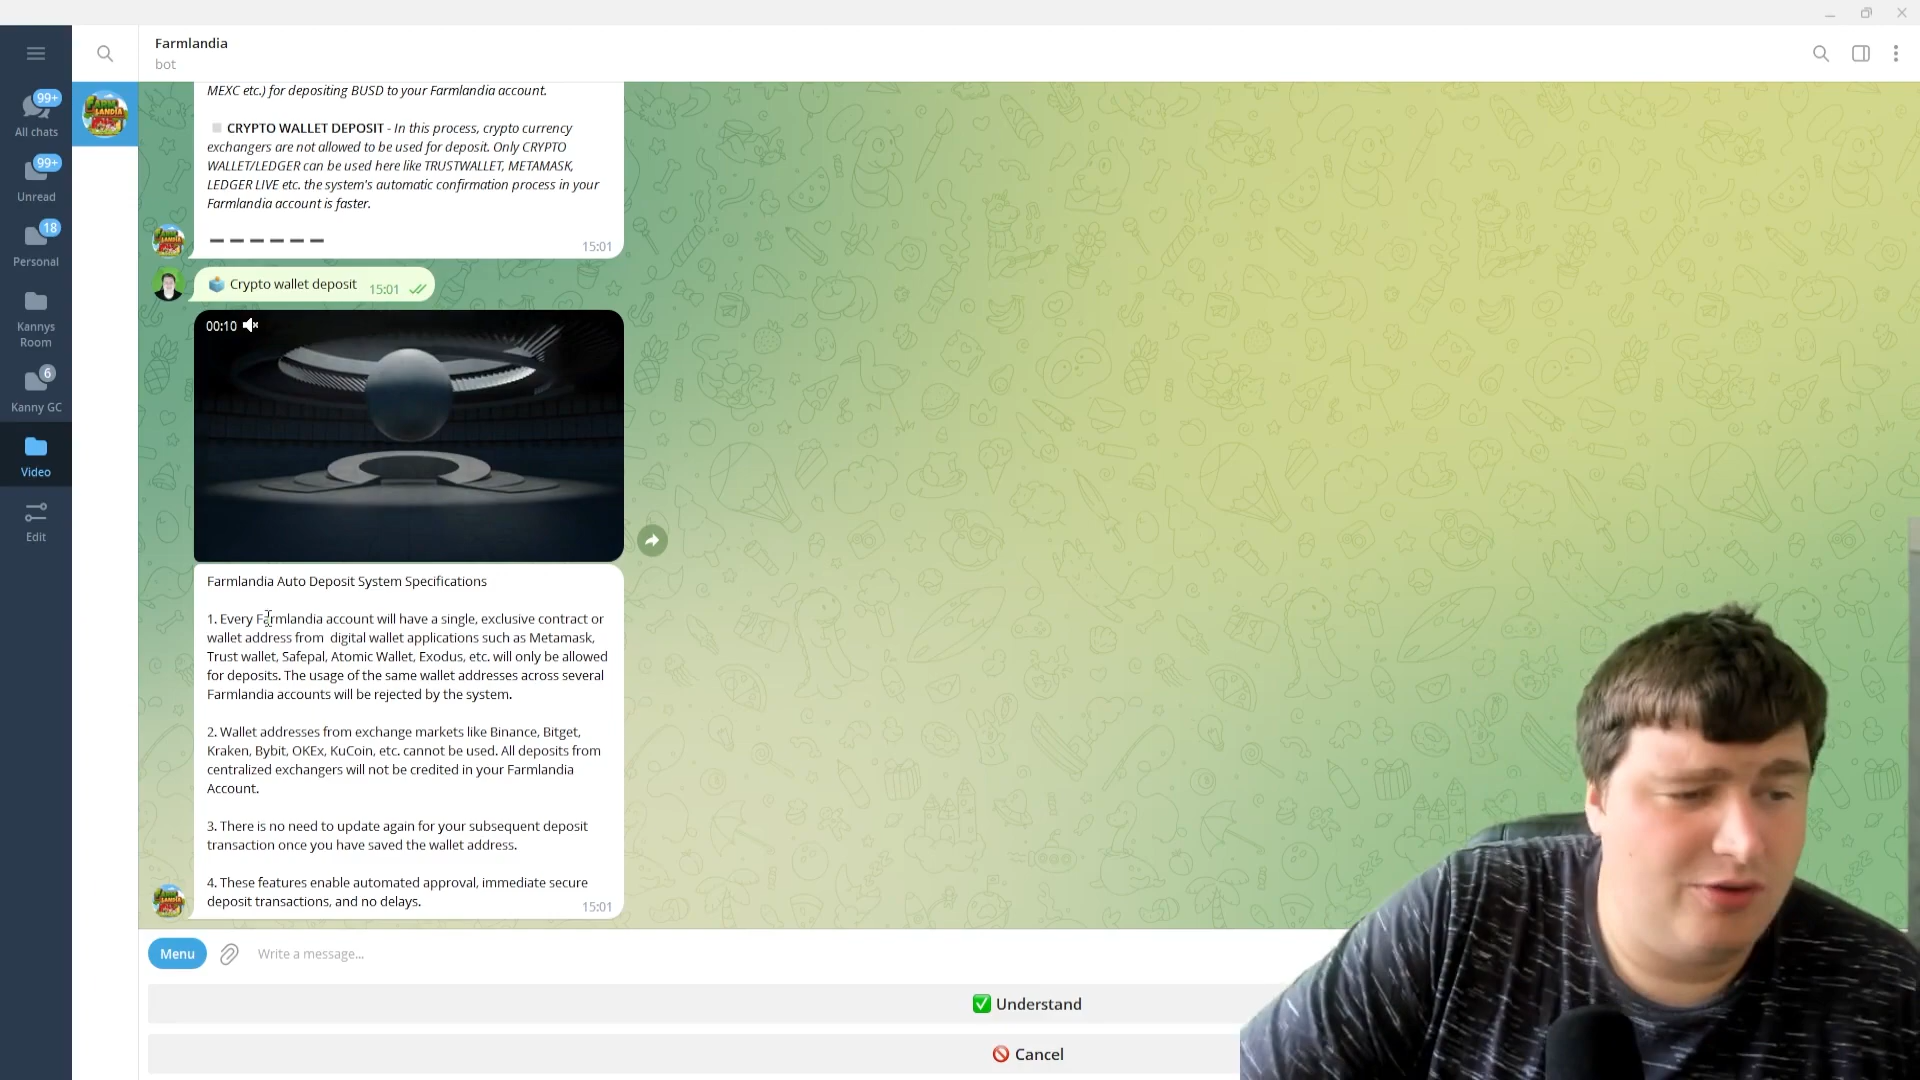 Farmlandia
bot
99+
All chats
99+
Unread
18
Personal
Kannys
Room
6
Kanny GC
Video
Edit
MEXC etc.) for depositing BUSD to your Farmlandia account.
CRYPTO WALLET DEPOSIT - In this process, crypto currency
exchangers are not allowed to be used for deposit. Only CRYPTO
WALLET/LEDGER can be used here like TRUSTWALLET, METAMASK,
LEDGER LIVE etc. the system's automatic confirmation process in your
Farmlandia account is faster.
15:01
Crypto wallet deposit 15:01
00:10
Farmlandia Auto Deposit System Specifications
1. Every Farmlandia account will have a single, exclusive contract or
wallet address from digital wallet applications such as Metamask,
Trust wallet, Safepal, Atomic Wallet, Exodus, etc. will only be allowed
for deposits. The usage of the same wallet addresses across several
Farmlandia accounts will be rejected by the system.
2. Wallet addresses from exchange markets like Binance, Bitget,
Kraken, Bybit, OKEx, KuCoin, etc. cannot be used. All deposits from
centralized exchangers will not be credited in your Farmlandia
Account.
3. There is no need to update again for your subsequent deposit
transaction once you have saved the wallet address.
4. These features enable automated approval, immediate secure
deposit transactions, and no delays.
15:01
Menu
Write a message...
Understand
Cancel